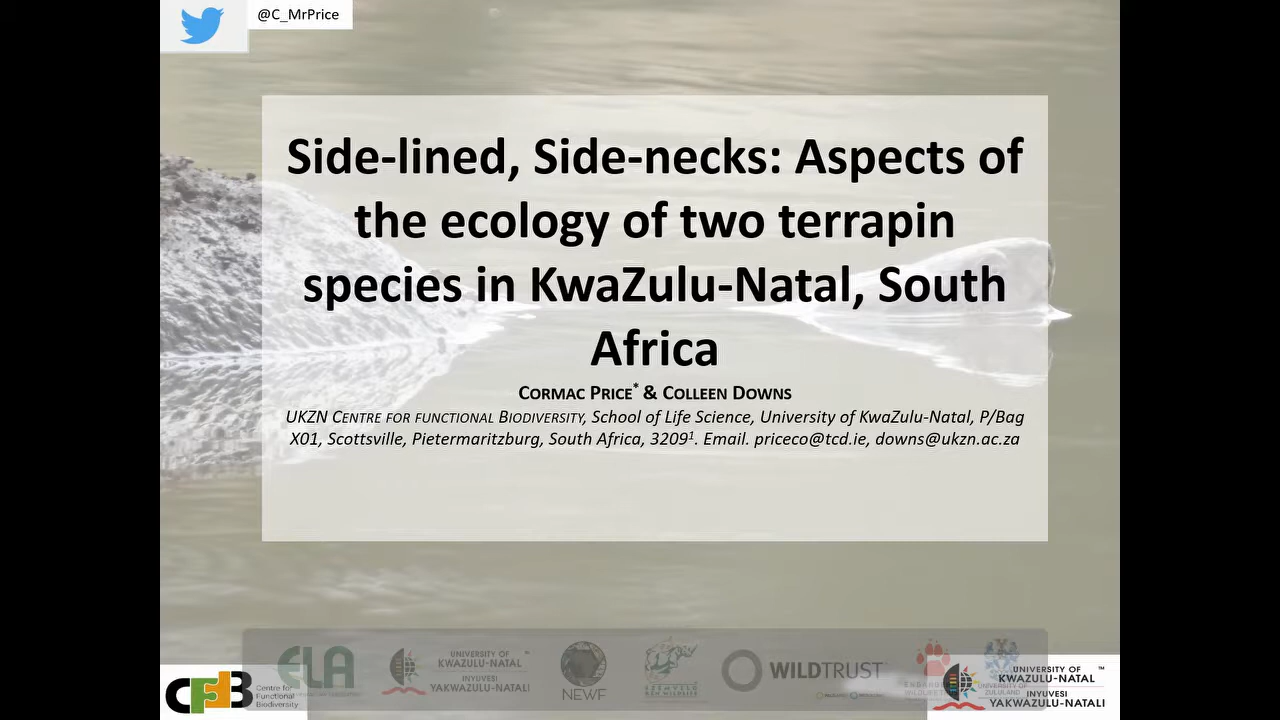 @C_MrPrice
Side-lined, Side-necks: Aspects of
the ecology of two terrapin
species in KwaZulu-Natal, South
Africa
CORMAC PRICE* & COLLEEN DOWNS
UKZN CENTRE FOR FUNCTIONAL BIODIVERSITY, School of Life Science, University of KwaZulu-Natal, P/Bag
X01, Scottsville, Pietermaritzburg, South Africa, 3209¹. Email. priceco@tcd.ie, downs@ukzn.ac.za
ELA
UNIVERSITY OF
KWAZULU-NATAL
INYUVESI
YAKWAZULU-NATALI
NEWF
WILDTRUST
CFB
Centre for
Functional
Biodiversity
UNIVERSITY OF
KWAZULU-NATAL
INYUVESI
YAKWAZULU-NATALI